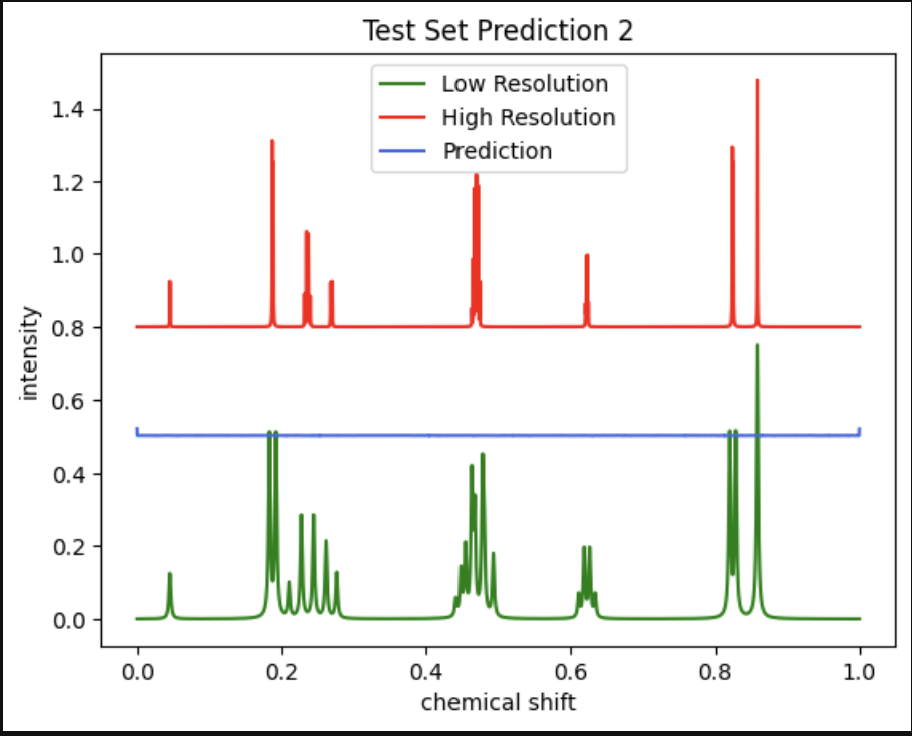 Test Set Prediction 2
Low Resolution
High Resolution
Prediction
intensity
1.4
1.2
1.0
0.8
0.6
0.4
0.2
0.0
0.0 0.2 0.4 0.6 0.8 1.0
chemical shift